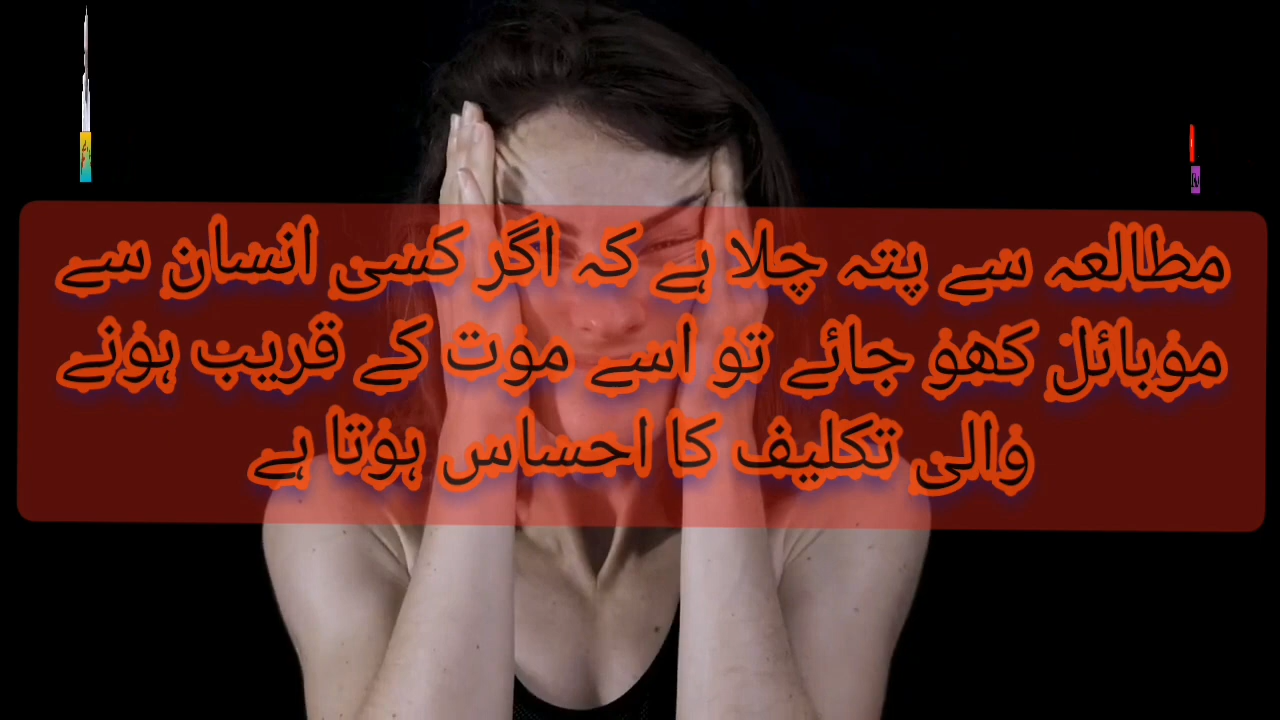 مطالعہ سے پتہ چلا ہے کہ اگر کسی انسان سے
موبائل کھو جائے تو اسے موت کے قریب ہونے
والی تکلیف کا احساس ہوتا ہے